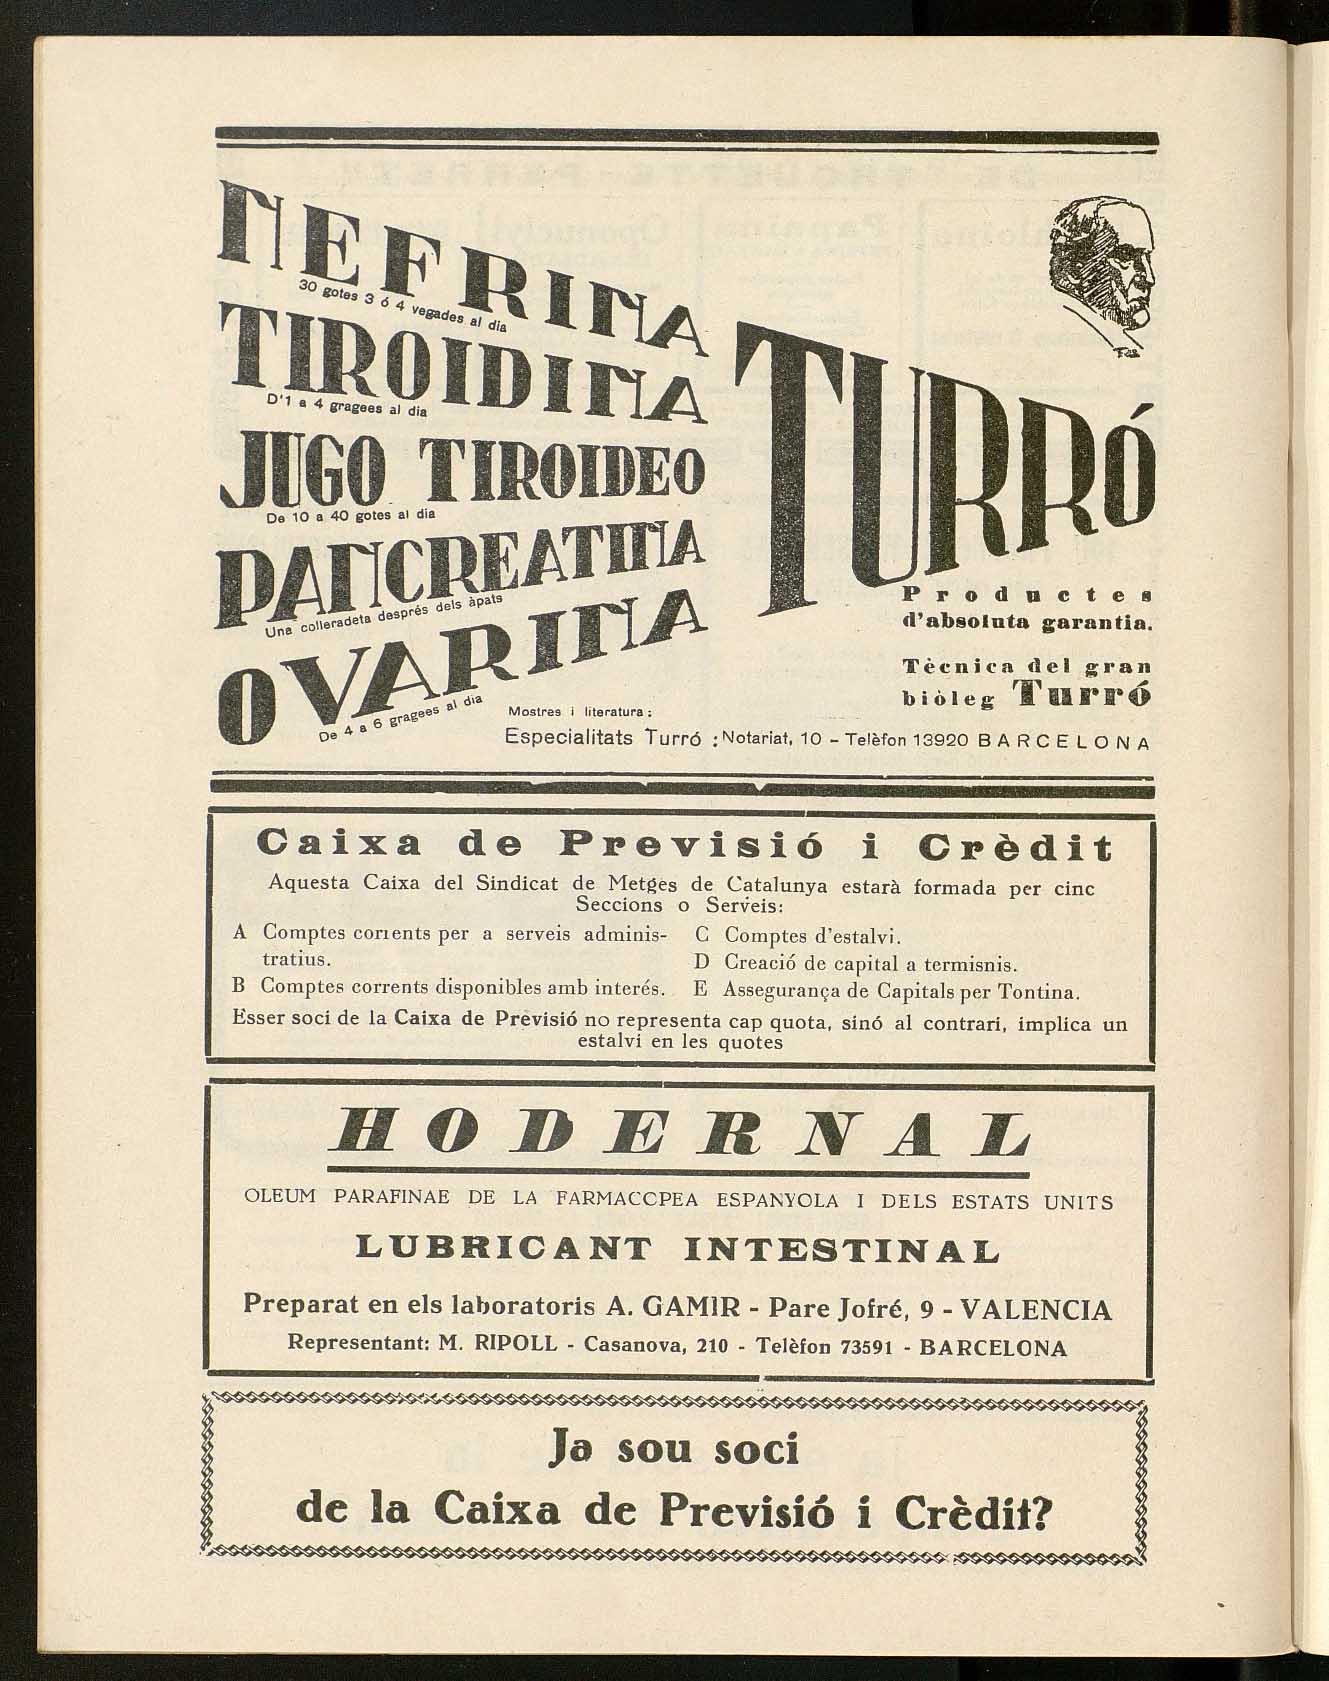 NEFRINA
30 gotes 3 ó 4 vegades al dia
TIROIDINA
D'1 a 4 gragees al dia
JUGO TIROIDEO
De 10 a 40 gotes al dia
PANCREATINA
Una colleradeta després dels àpats
OVARINA
De 4 a 6 gragees al dia
TURRÓ
Productes
d'absoluta garantia.
Tècnica del gran
biòleg Turró
Mostres i literatura:
Especialitats Turró : Notariat, 10 - Telèfon 13920 BARCELONA
Caixa de Previsió i Crèdit
Aquesta Caixa del Sindicat de Metges de Catalunya estarà formada per cinc
Seccions o Serveis:
A Comptes corrents per a serveis adminis-
tratius.
B Comptes corrents disponibles amb interés.
C Comptes d'estalvi.
D Creació de capital a termisnis.
E Assegurança de Capitals per Tontina.
Esser soci de la Caixa de Previsió no representa cap quota, sinó al contrari, implica un
estalvi en les quotes
HODERNAL
OLEUM PARAFINAE DE LA FARMACCPEA ESPANYOLA I DELS ESTATS UNITS
LUBRICANT INTESTINAL
Preparat en els laboratoris A. GAMIR - Pare Jofré, 9 - VALENCIA
Representant: M. RIPOLL - Casanova, 210 - Telèfon 73591 - BARCELONA
Ja sou soci
de la Caixa de Previsió i Crèdit?